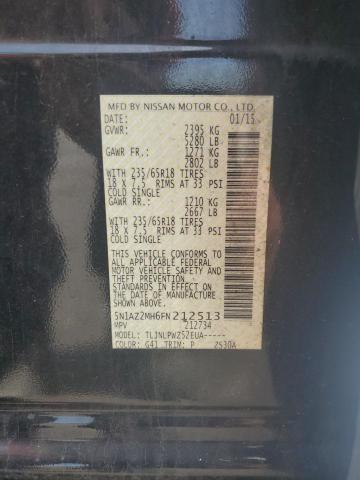 MFD BY NISSAN MOTOR CO., LTD.
DATE: 01/15
GVWR: 2395 KG
5280 LB
GAWR FR: 1271 KG
2802 LB
WITH 235/65R18 TIRES
18 X 7.5 RIMS AT 33 PSI
COLD SINGLE
GAWR RR: 1210 KG
2667 LB
WITH 235/65R18 TIRES
18 X 7.5 RIMS AT 33 PSI
COLD SINGLE
THIS VEHICLE CONFORMS TO ALL
APPLICABLE FEDERAL
MOTOR VEHICLE SAFETY, BUMPER, AND
THEFT PREVENTION
STANDARDS IN EFFECT ON THE DATE OF
MANUFACTURE SHOWN
ABOVE.
5N1AZ2MH6FN212513
MPV 212734
MODEL: TLJNLPWZ52EUA-----
COLOR: G41 TRIM: P Z530A